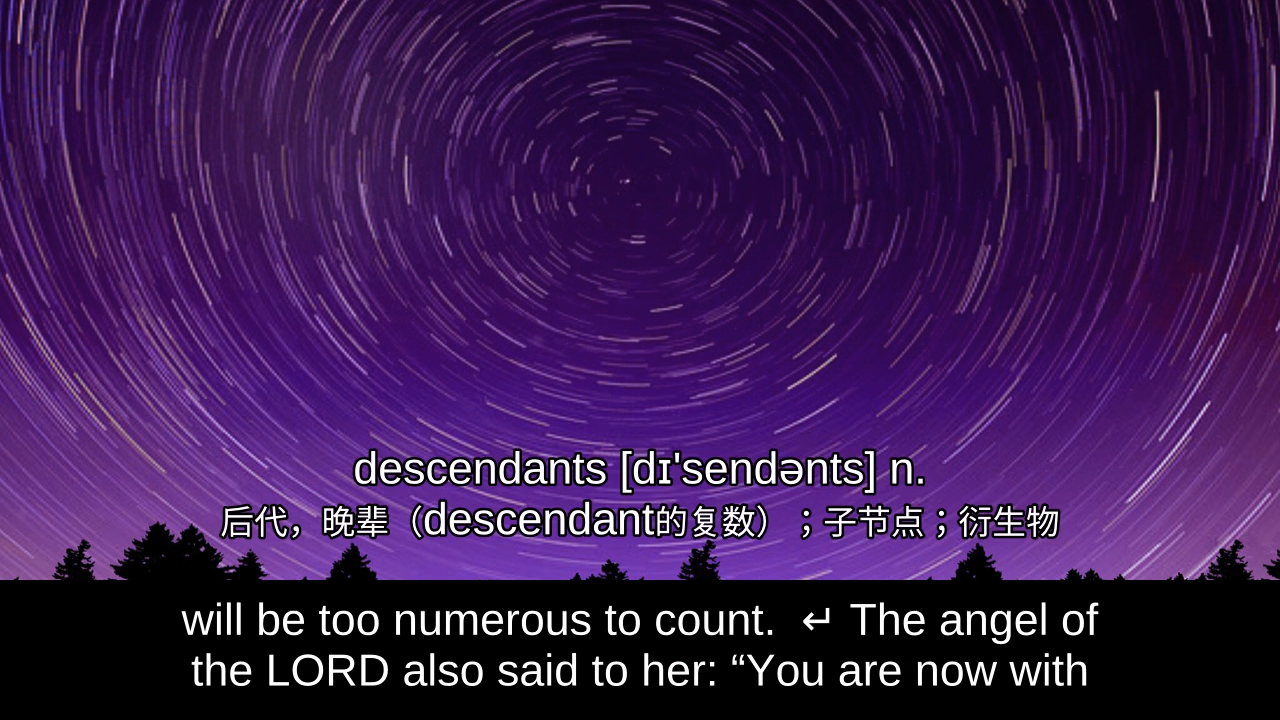 descendants [dɪ'sendənts] n.
后代，晚辈（descendant的复数）；子节点；衍生物
will be too numerous to count.  ↵ The angel of
the LORD also said to her: “You are now with